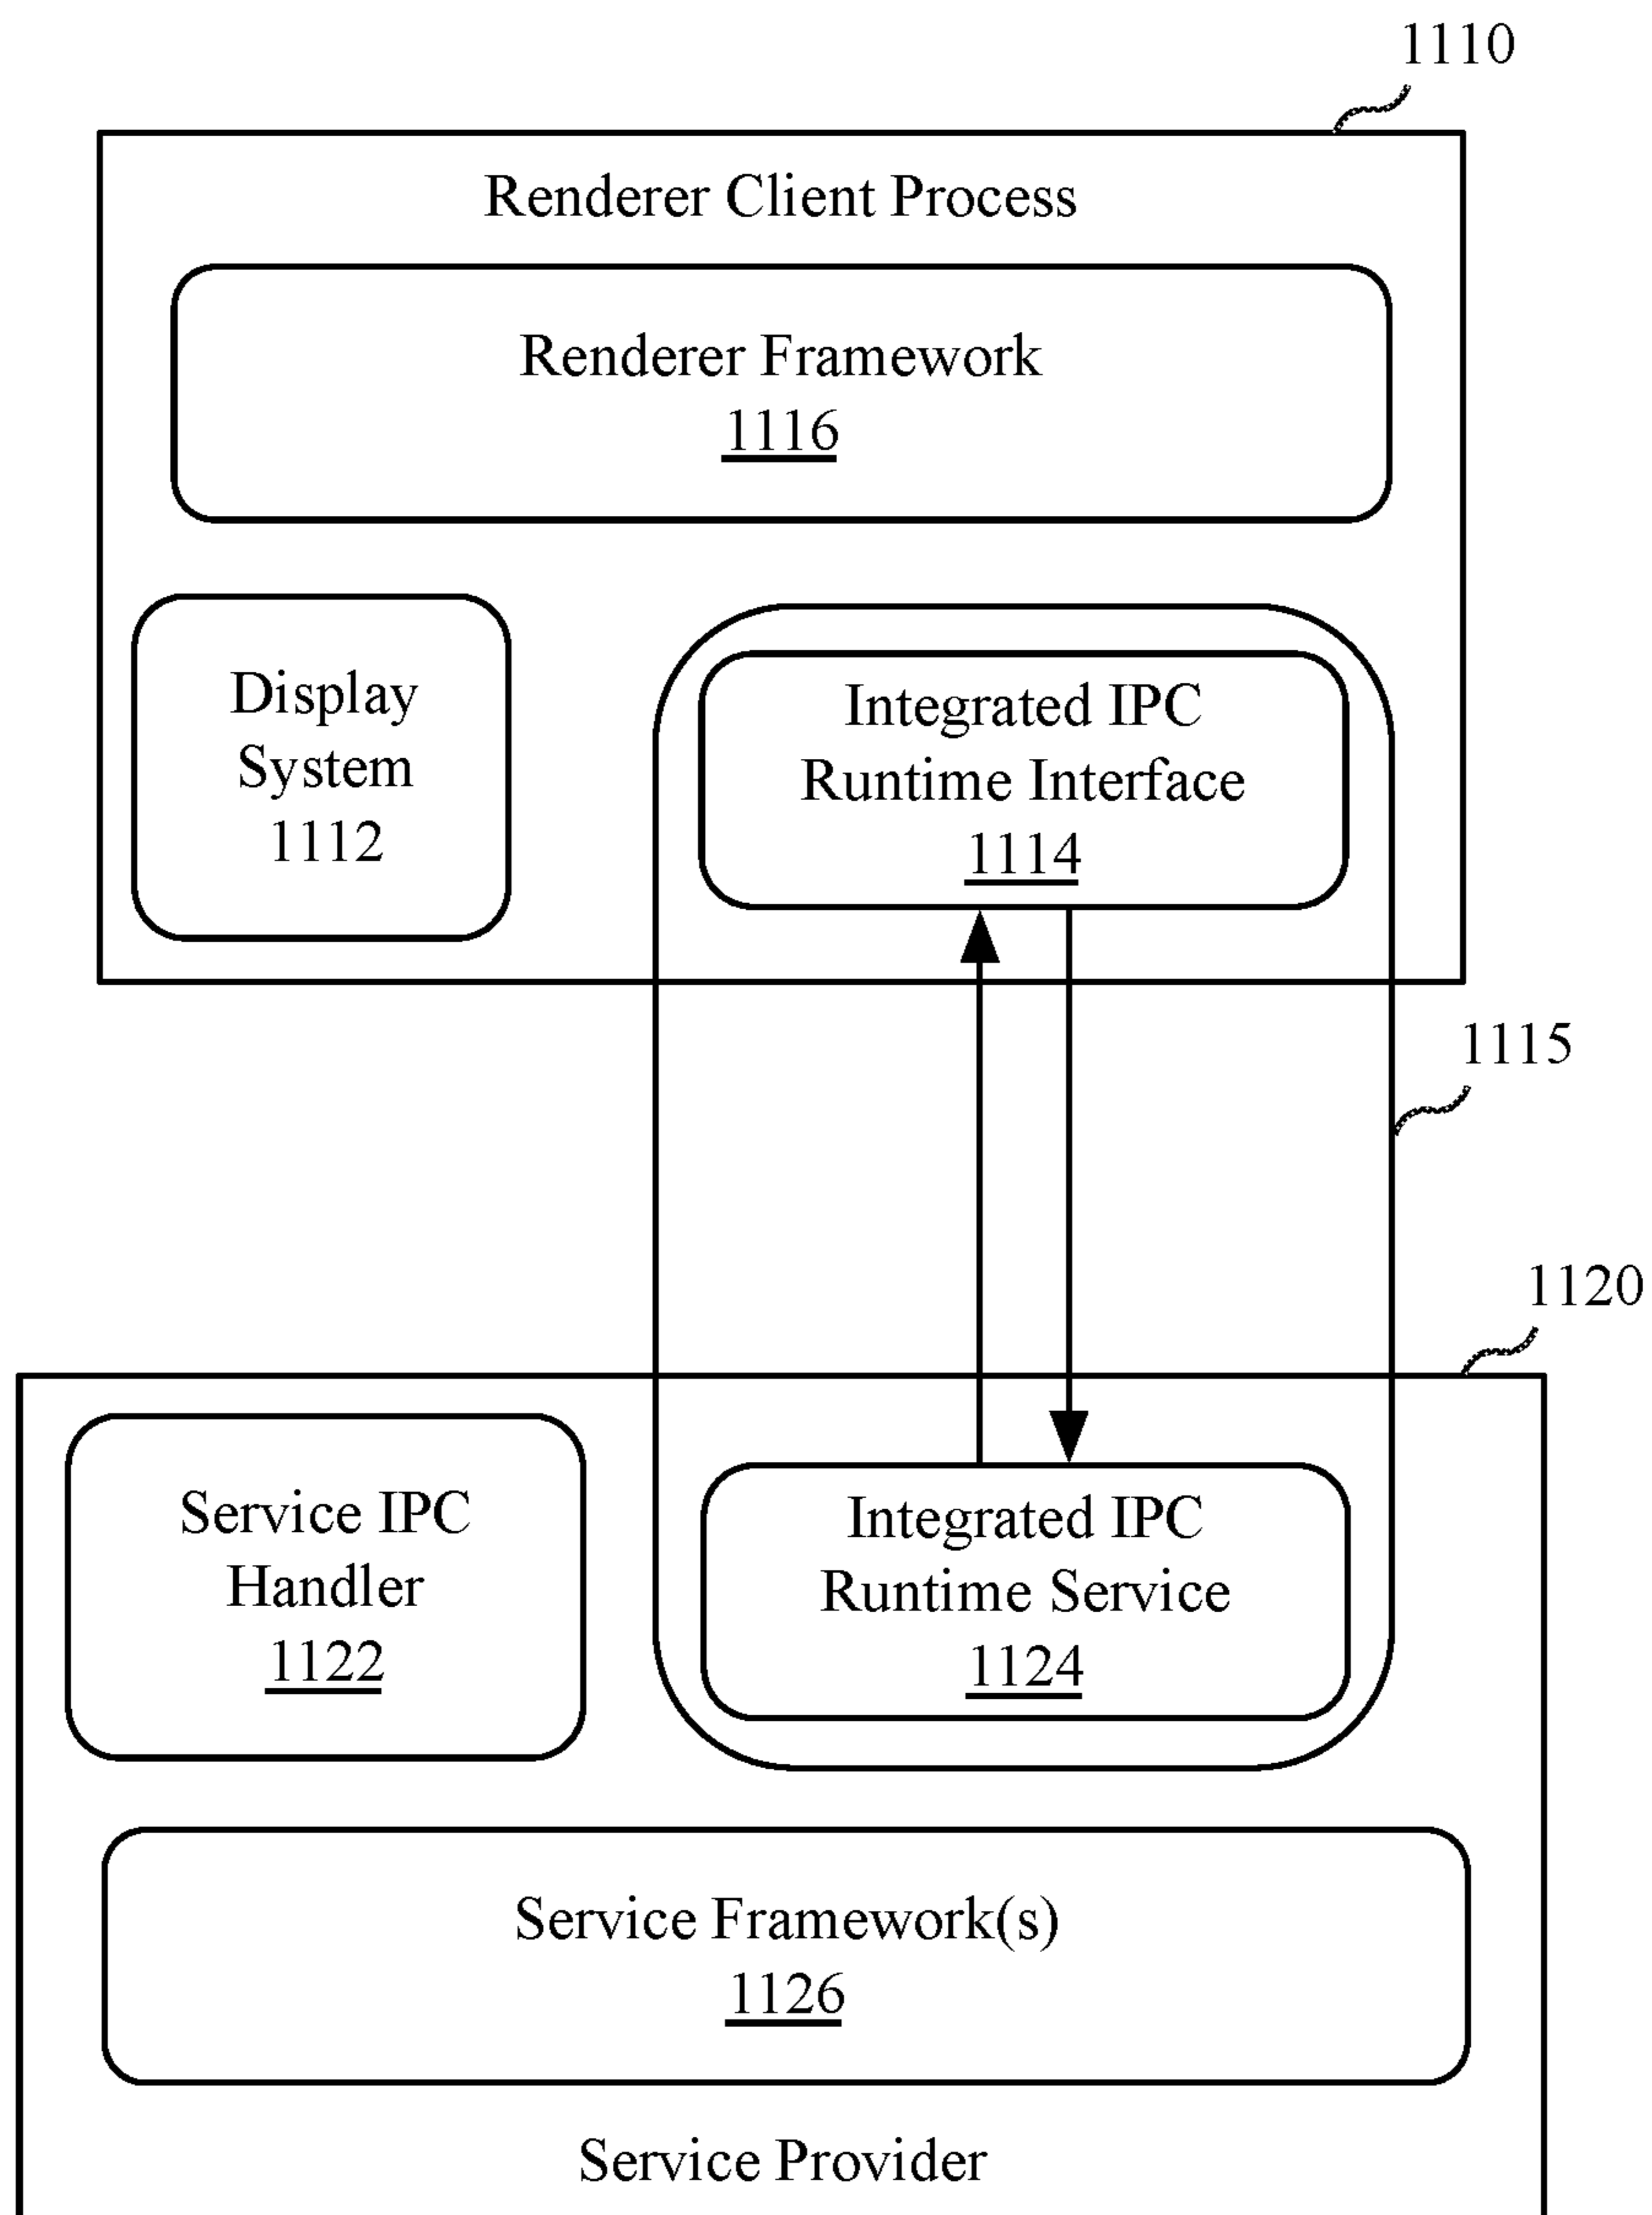 1110
Renderer Client Process
Renderer Framework
1116
Display
System
1112
Integrated IPC
Runtime Interface
1114
1115
1120
Service IPC
Handler
1122
Integrated IPC
Runtime Service
1124
Service Framework(s)
1126
Service Provider